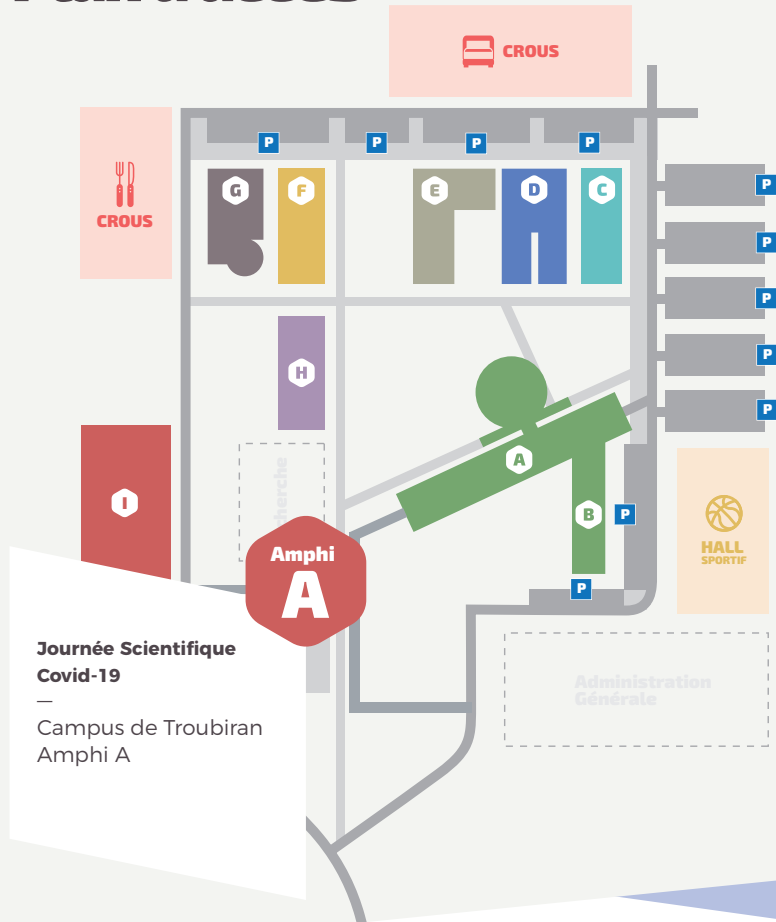 CROUS
CROUS
P
P
P
P
P
P
P
P
P
G
F
E
D
C
H
A
I
B
P
P
HALL
SPORTIF
Amphi
A
Administration
Générale
Journée Scientifique
Covid-19
—
Campus de Troubiran
Amphi A